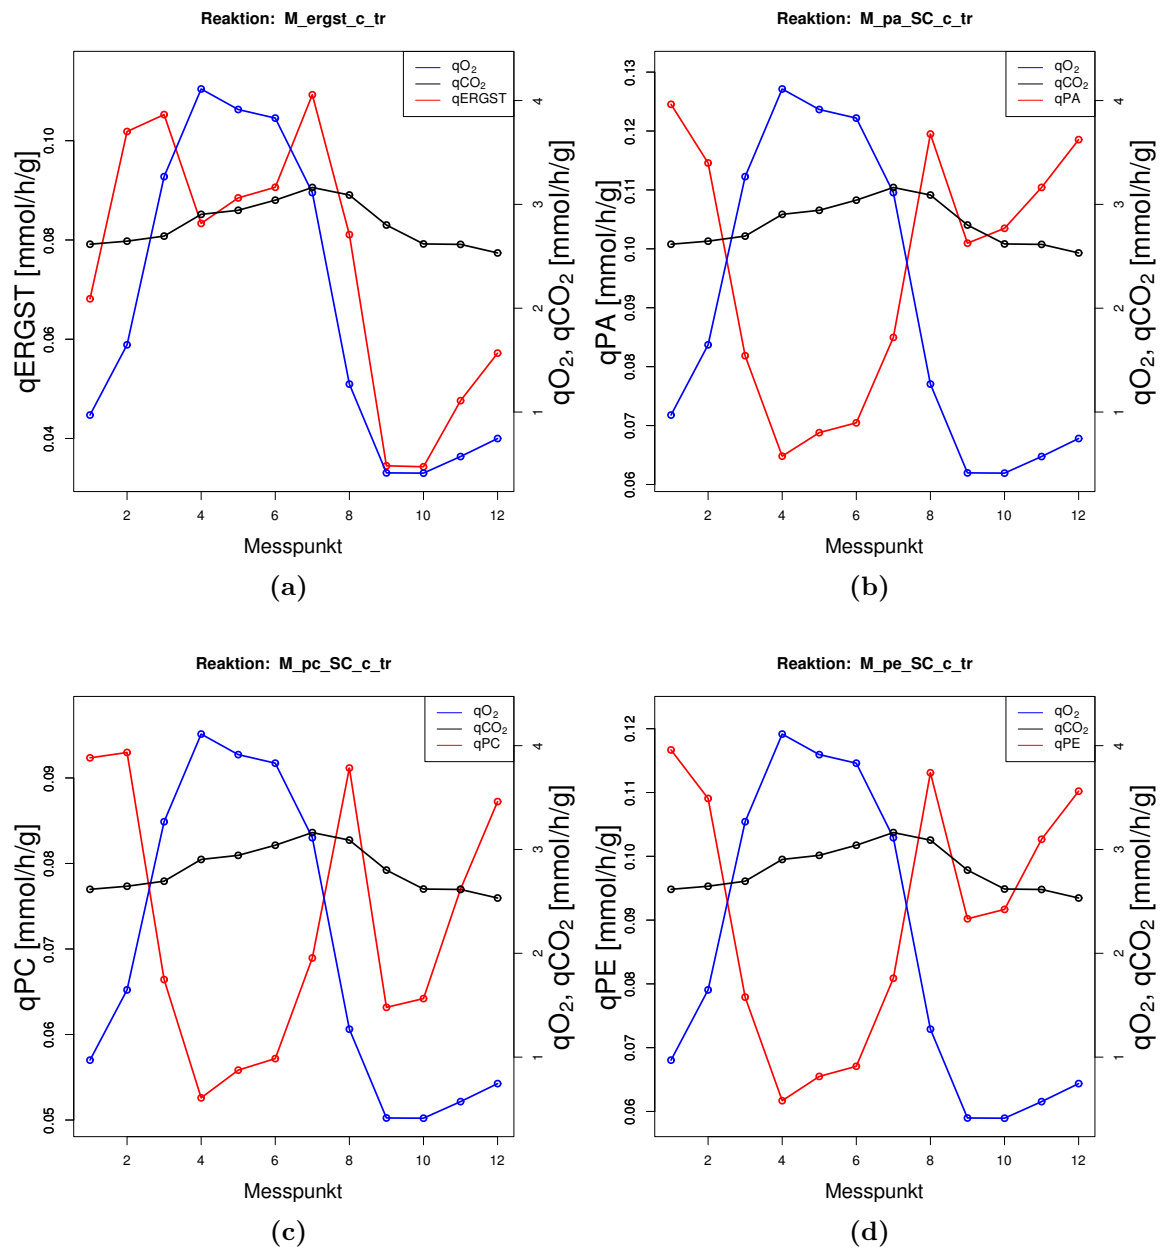 Reaktion: M_ergst_c_tr
qO2
qCO2
qERGST
qERGST [mmol/h/g]
0.04 0.06 0.08 0.10
qO2, qCO2 [mmol/h/g]
1 2 3 4
2 4 6 8 10 12
Messpunkt
(a)
Reaktion: M_pa_SC_c_tr
qO2
qCO2
qPA
qPA [mmol/h/g]
0.06 0.07 0.08 0.09 0.10 0.11 0.12 0.13
qO2, qCO2 [mmol/h/g]
1 2 3 4
2 4 6 8 10 12
Messpunkt
(b)
Reaktion: M_pc_SC_c_tr
qO2
qCO2
qPC
qPC [mmol/h/g]
0.05 0.06 0.07 0.08 0.09
qO2, qCO2 [mmol/h/g]
1 2 3 4
2 4 6 8 10 12
Messpunkt
(c)
Reaktion: M_pe_SC_c_tr
qO2
qCO2
qPE
qPE [mmol/h/g]
0.06 0.07 0.08 0.09 0.10 0.11 0.12
qO2, qCO2 [mmol/h/g]
1 2 3 4
2 4 6 8 10 12
Messpunkt
(d)